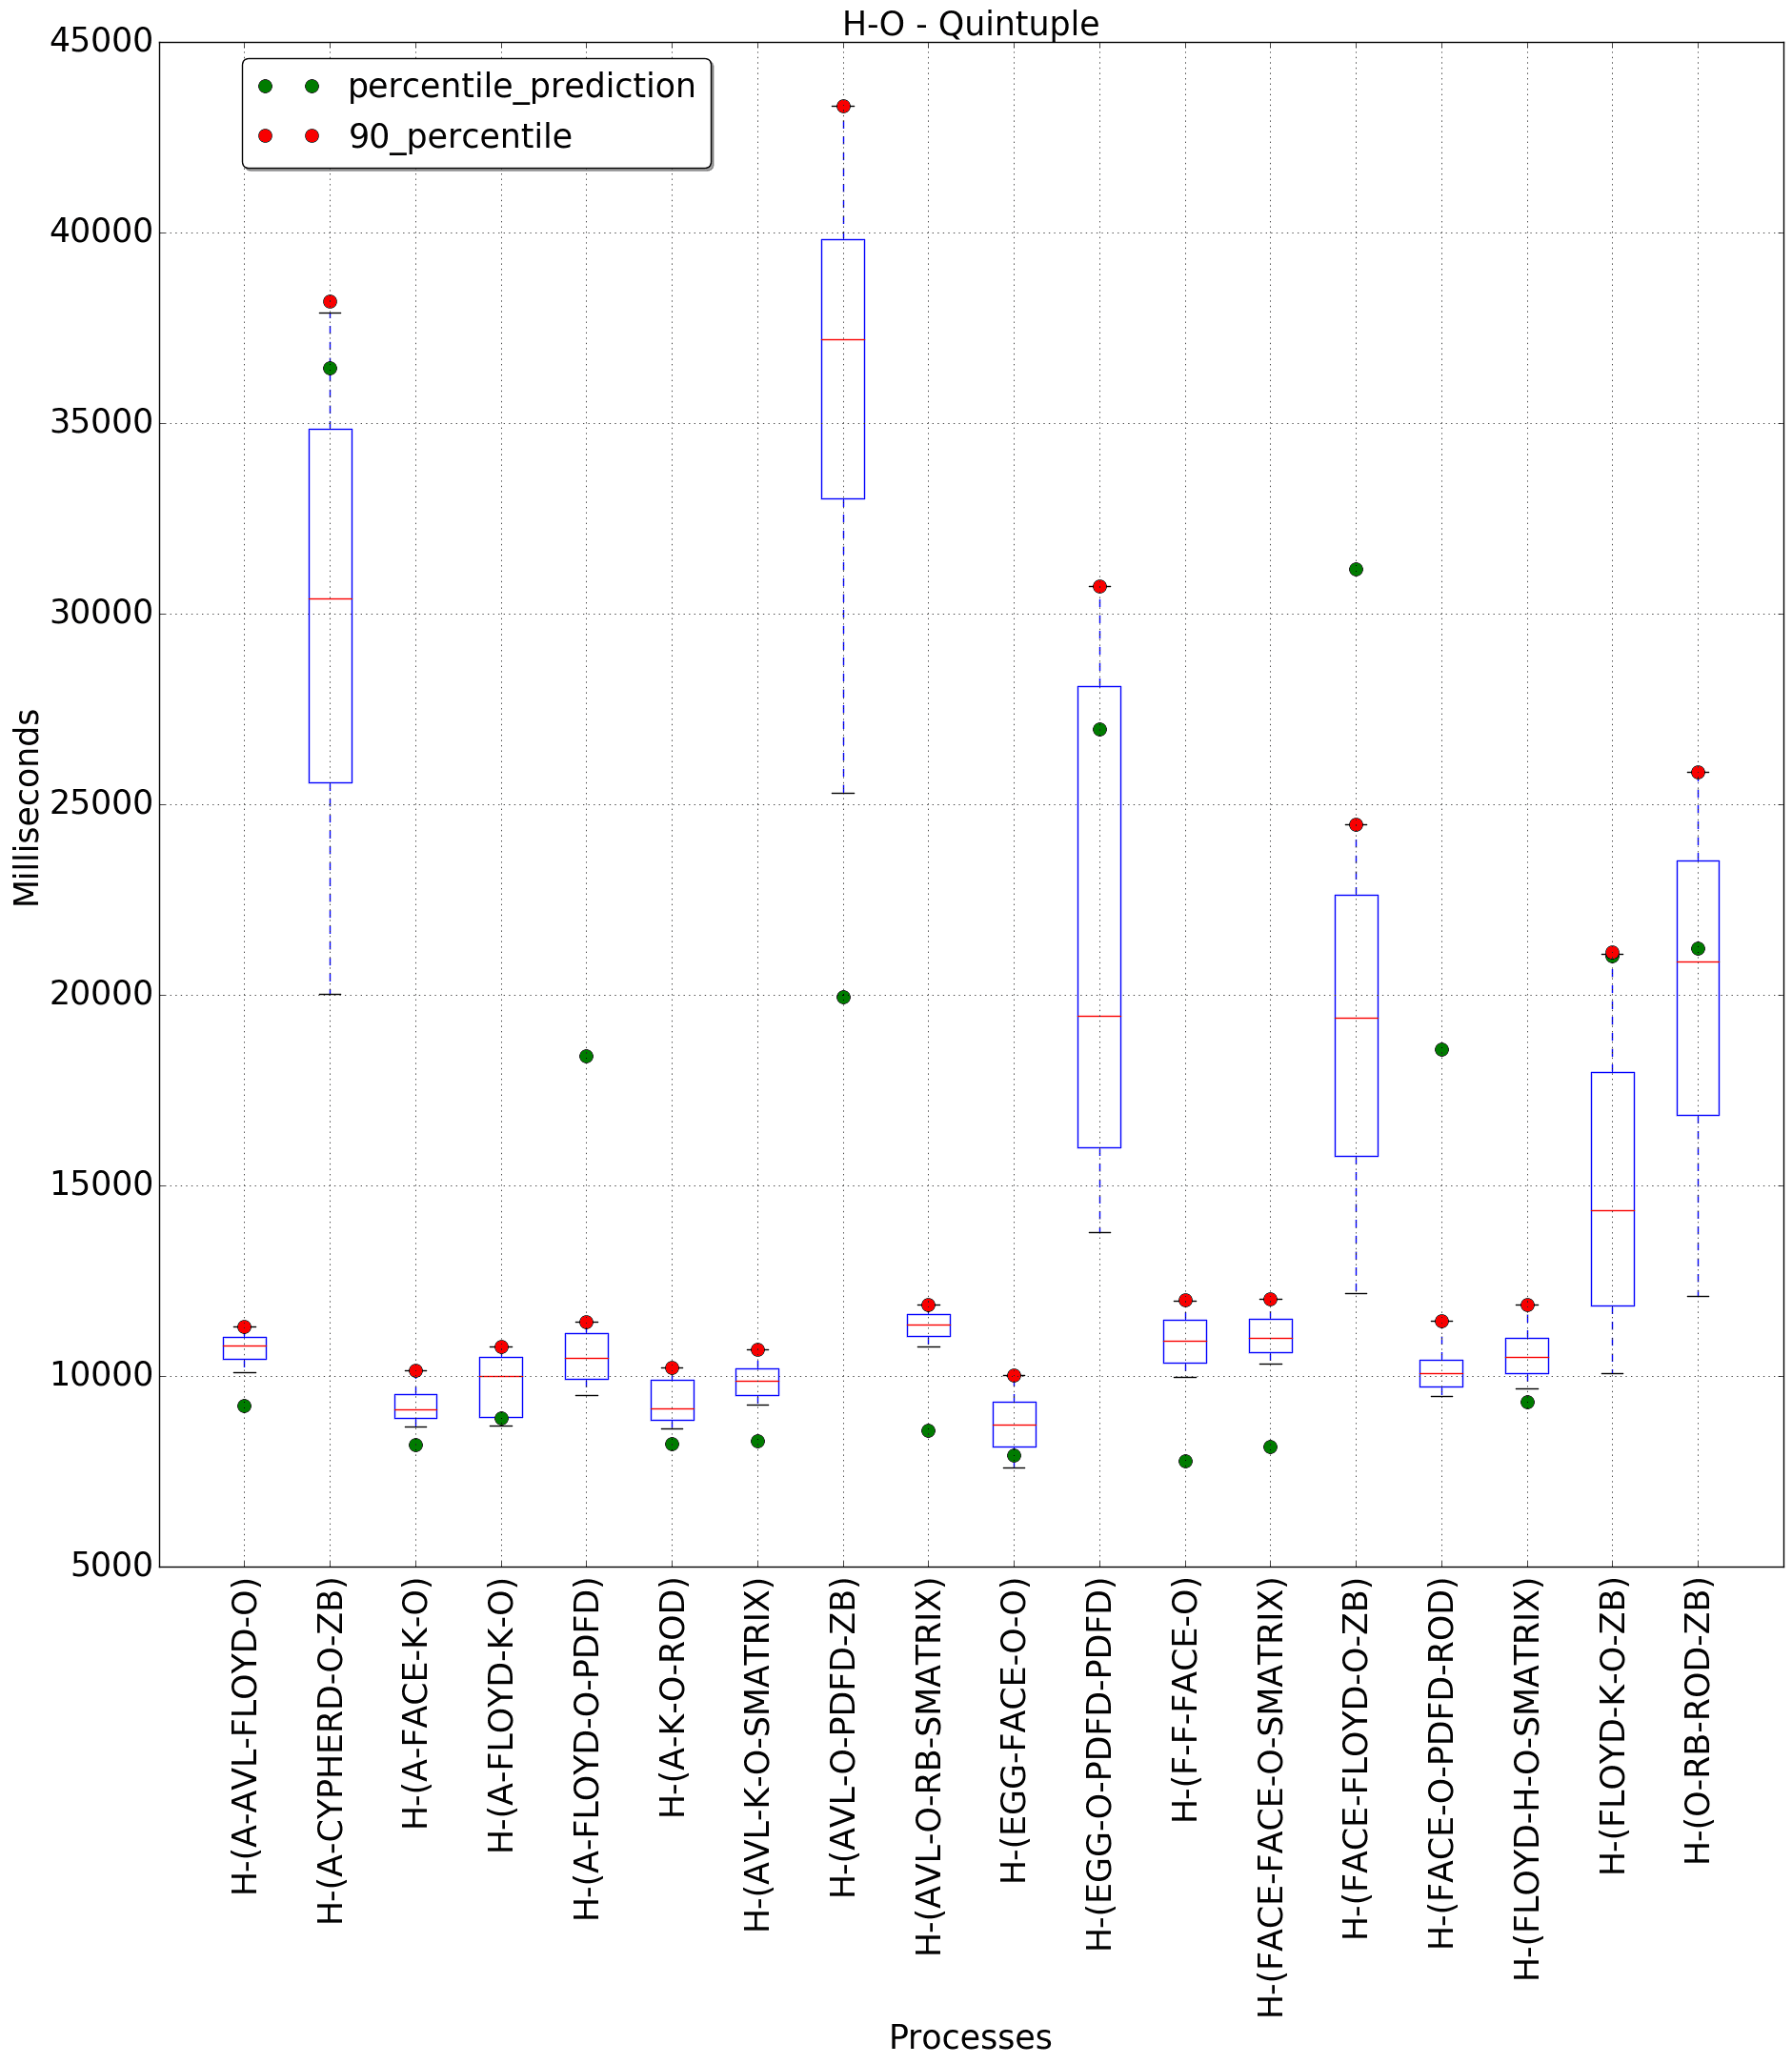 H-O - Quintuple
percentile_prediction
90_percentile
45000
40000
35000
30000
25000
20000
15000
10000
5000
Milliseconds
H-(A-AVL-FLOYD-O)
H-(A-CYPHERD-O-ZB)
H-(A-FACE-K-O)
H-(A-FLOYD-K-O)
H-(A-FLOYD-O-PDFD)
H-(A-K-O-ROD)
H-(AVL-K-O-SMATRIX)
H-(AVL-O-PDFD-ZB)
H-(AVL-O-RB-SMATRIX)
H-(EGG-FACE-O-O)
H-(EGG-O-PDFD-PDFD)
H-(F-F-FACE-O)
H-(FACE-FACE-O-SMATRIX)
H-(FACE-FLOYD-O-ZB)
H-(FACE-O-PDFD-ROD)
H-(FLOYD-H-O-SMATRIX)
H-(FLOYD-K-O-ZB)
H-(O-RB-ROD-ZB)
Processes